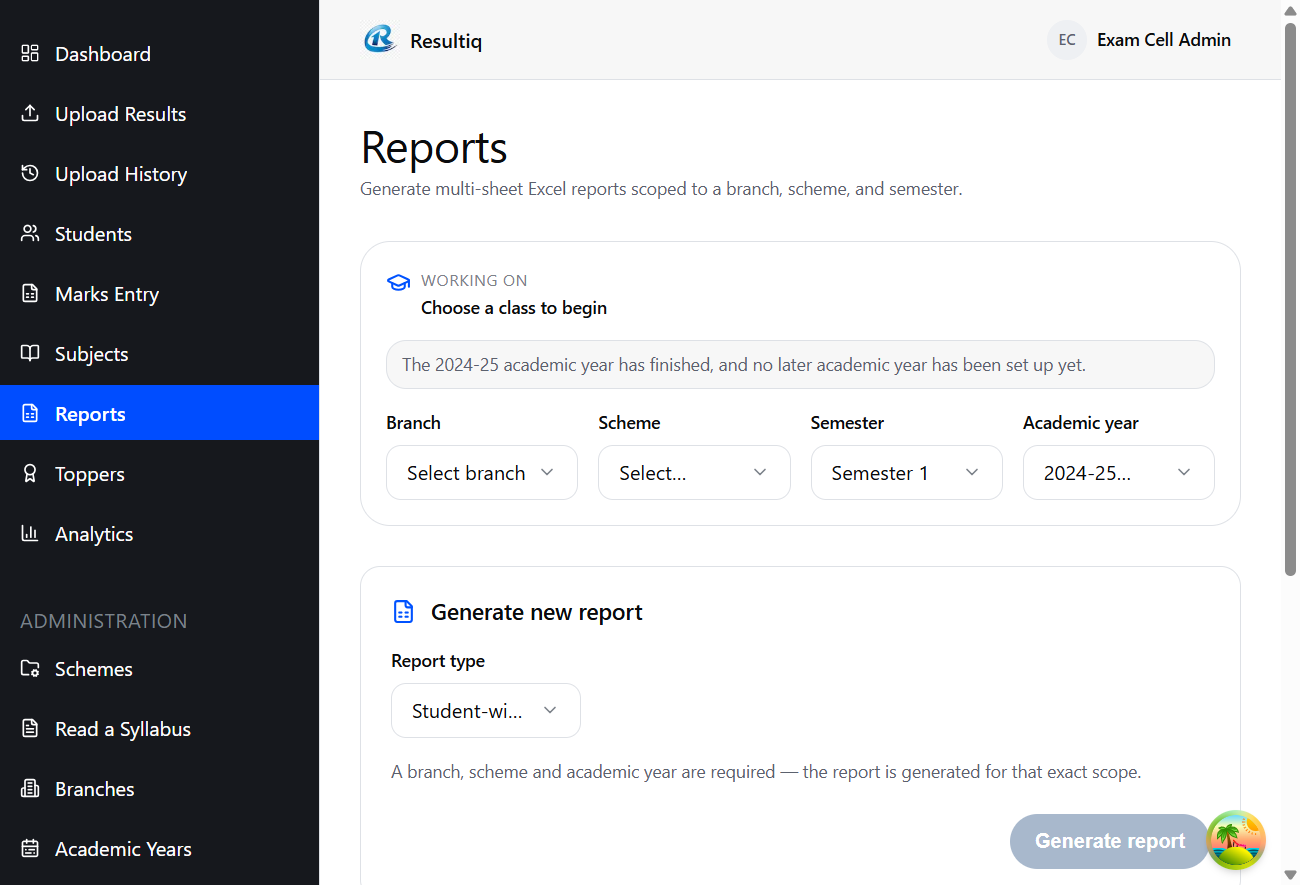 Dashboard
Upload Results
Upload History
Students
Marks Entry
Subjects
Reports
Toppers
Analytics
ADMINISTRATION
Schemes
Read a Syllabus
Branches
Academic Years
Resultiq
EC
Exam Cell Admin
Reports
Generate multi-sheet Excel reports scoped to a branch, scheme, and semester.
WORKING ON
Choose a class to begin
The 2024-25 academic year has finished, and no later academic year has been set up yet.
Branch Scheme Semester Academic year
Select branch Select... Semester 1 2024-25...
Generate new report
Report type
Student-wi...
A branch, scheme and academic year are required — the report is generated for that exact scope.
Generate report